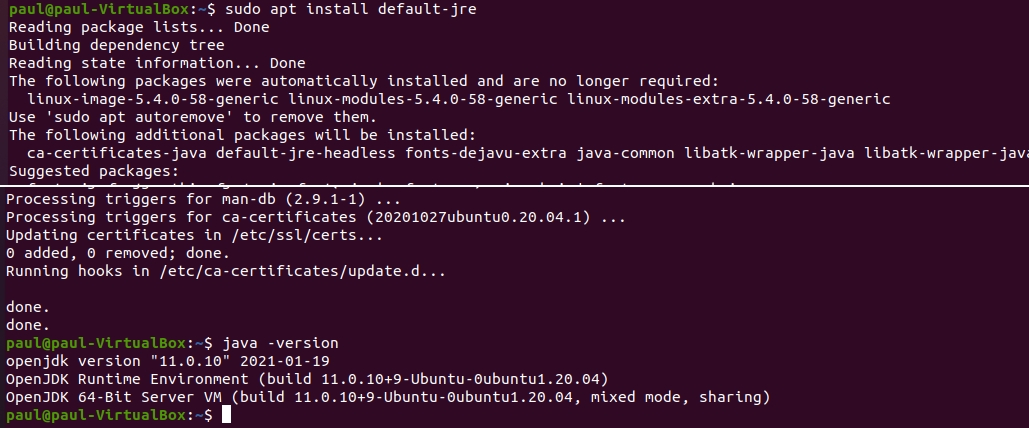 paul@paul-VirtualBox:~$ sudo apt install default-jre
Reading package lists... Done
Building dependency tree
Reading state information... Done
The following packages were automatically installed and are no longer required:
  linux-image-5.4.0-58-generic linux-modules-5.4.0-58-generic linux-modules-extra-5.4.0-58-generic
Use 'sudo apt autoremove' to remove them.
The following additional packages will be installed:
  ca-certificates-java default-jre-headless fonts-dejavu-extra java-common libatk-wrapper-java libatk-wrapper-java
Suggested packages:
Processing triggers for man-db (2.9.1-1) ...
Processing triggers for ca-certificates (20201027ubuntu0.20.04.1) ...
Updating certificates in /etc/ssl/certs...
0 added, 0 removed; done.
Running hooks in /etc/ca-certificates/update.d...
done.
done.
paul@paul-VirtualBox:~$ java -version
openjdk version "11.0.10" 2021-01-19
OpenJDK Runtime Environment (build 11.0.10+9-Ubuntu-0ubuntu1.20.04)
OpenJDK 64-Bit Server VM (build 11.0.10+9-Ubuntu-0ubuntu1.20.04, mixed mode, sharing)
paul@paul-VirtualBox:~$